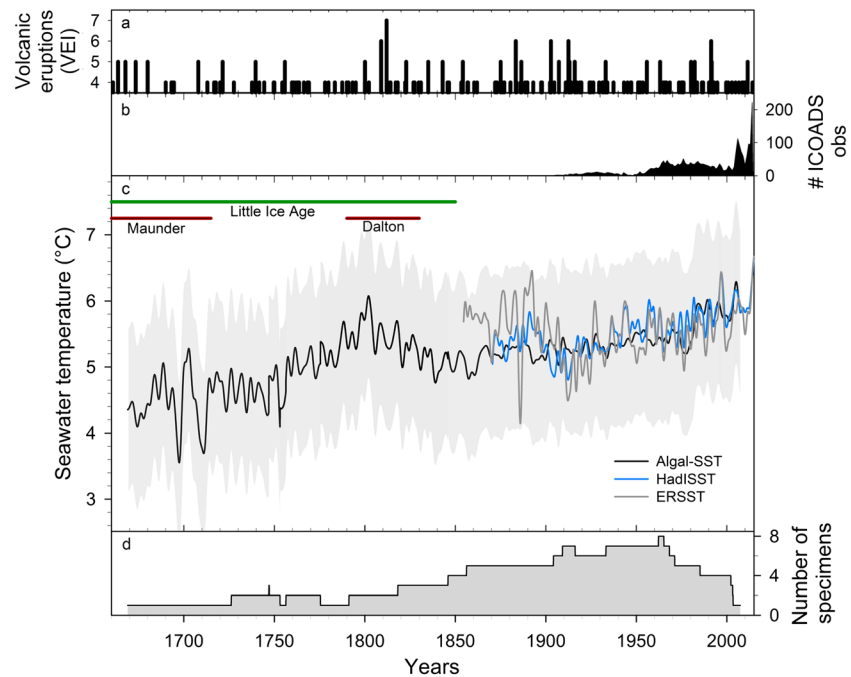 Volcanic
eruptions
(VEI)
7
6
5
4
a
b
200
100
0
# ICOADS
obs
c
Little Ice Age
Maunder
Dalton
Seawater temperature (°C)
7
6
5
4
3
Algal-SST
HadISST
ERSST
d
8
4
0
Number of
specimens
1700 1750 1800 1850 1900 1950 2000
Years